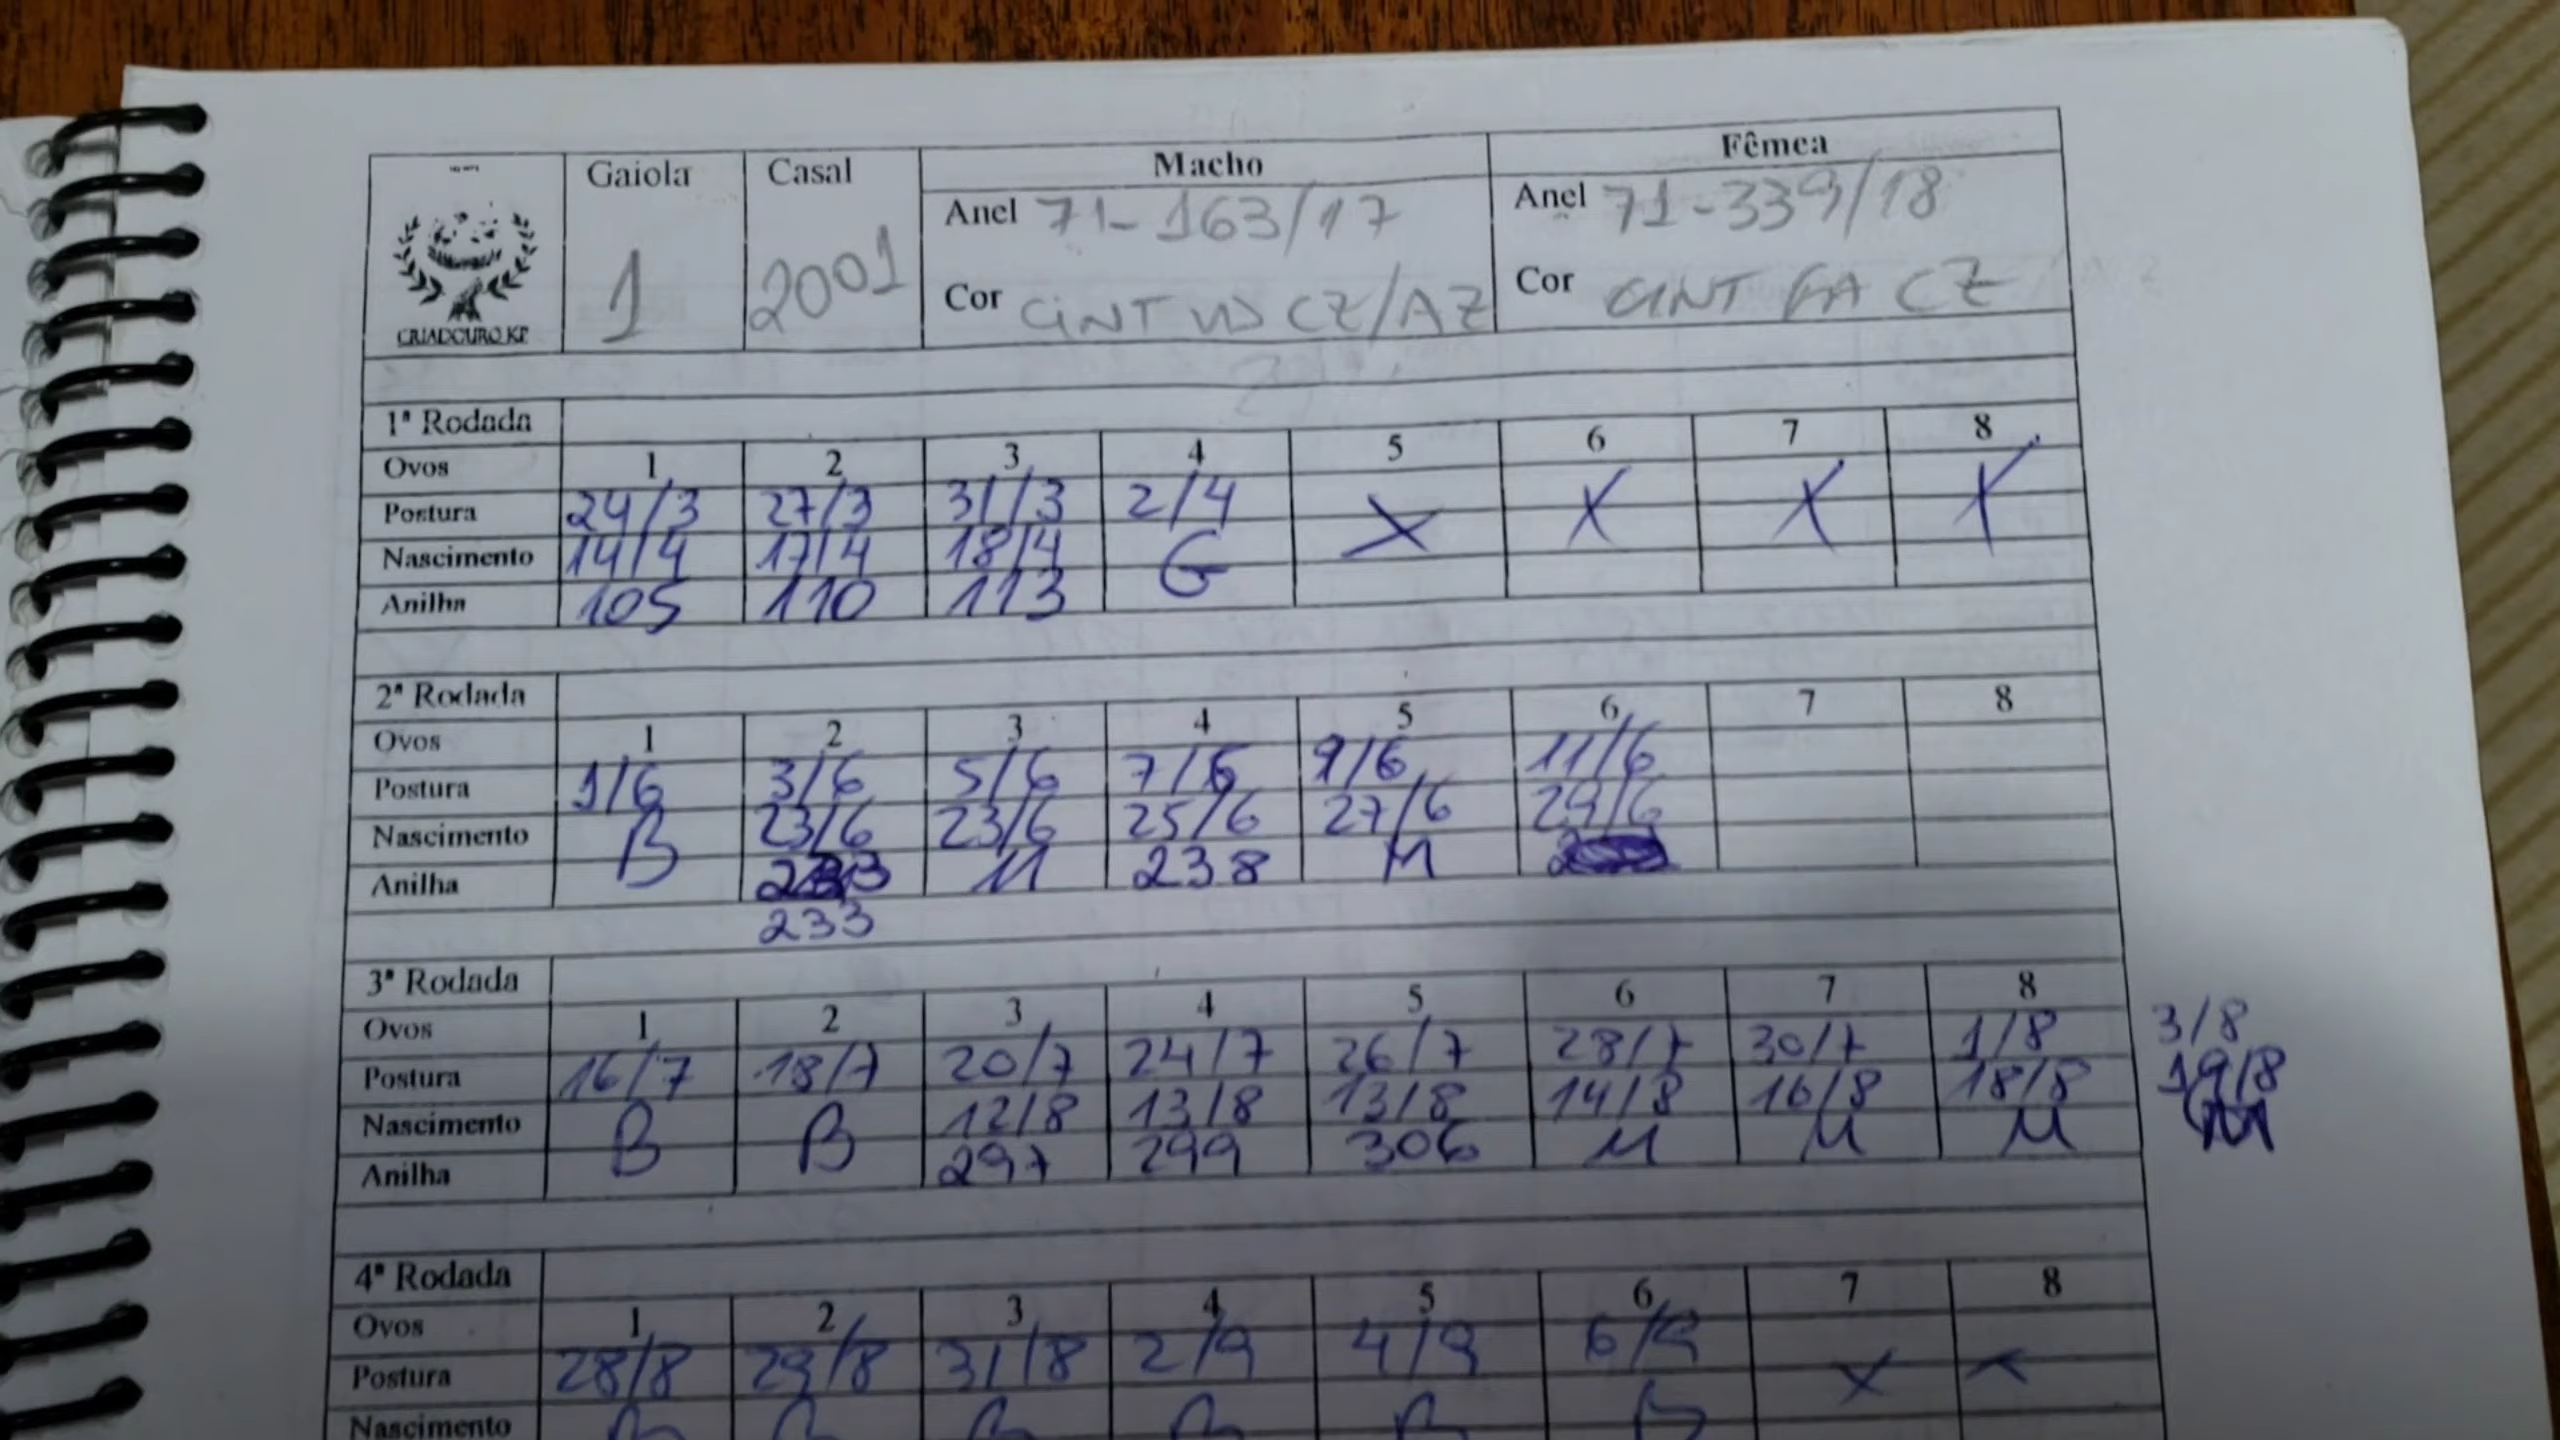 Gaiola Casal Macho Fêmea
Anel 71-163/17 Anel 71-339/18
1 2001
Cor CINT CZ/AZ Cor CINT CZ
CRIADOURO KP
1ª Rodada
Ovos 1 2 3 4 5 6 7 8
Postura 24/3 27/3 31/3 2/4 X X X X
Nascimento 14/4 17/4 18/4 G
Anilha 105 110 113
2ª Rodada
Ovos 1 2 3 4 5 6 7 8
Postura 1/6 3/6 5/6 7/6 9/6 11/6
Nascimento B 23/6 23/6 25/6 27/6 29/6
Anilha M 238 M
233
3ª Rodada
Ovos 1 2 3 4 5 6 7 8
Postura 16/7 18/7 20/7 24/7 26/7 28/7 30/7 1/8 3/8
Nascimento B B 12/8 13/8 13/8 14/8 16/8 18/8 19/8
Anilha 297 299 306 M M M M
4ª Rodada
Ovos 1 2 3 4 5 6 7 8
Postura 28/8 29/8 31/8 2/9 4/9 6/9 X X
Nascimento B B B B B B